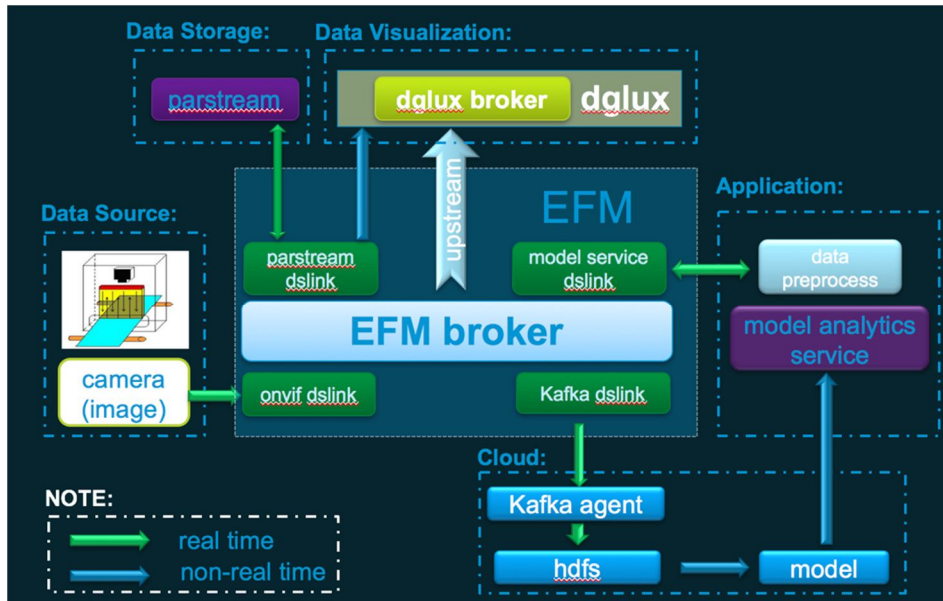 Data Storage:
Data Visualization:
parstream
dglux broker
dglux
upstream
EFM
Application:
Data Source:
parstream
dslink
model service
dslink
data
preprocess
EFM broker
model analytics
service
camera
(image)
onvif dslink
Kafka dslink
Cloud:
NOTE:
Kafka agent
real time
non-real time
hdfs
model